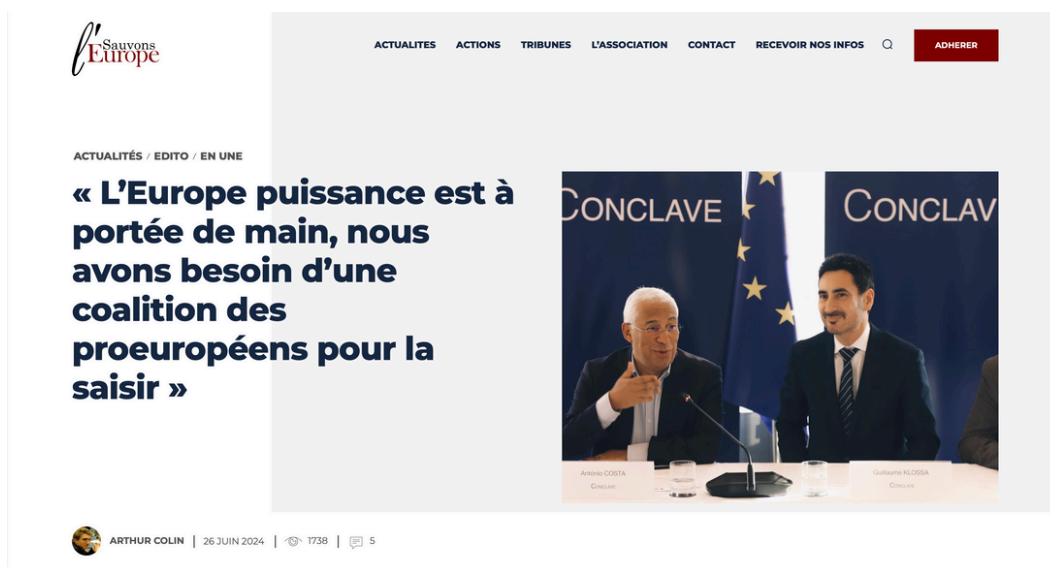 Sauvons
l'Europe
ACTUALITES ACTIONS TRIBUNES L'ASSOCIATION CONTACT RECEVOIR NOS INFOS ADHERER
ACTUALITÉS / EDITO / EN UNE
« L'Europe puissance est à
portée de main, nous
avons besoin d'une
coalition des
proeuropéens pour la
saisir »
CONCLAVE
CONCLAV
António COSTA
CONCLAVE
Guillaume KLOSSA
CONCLAVE
ARTHUR COLIN | 26 JUIN 2024 | 1738 | 5